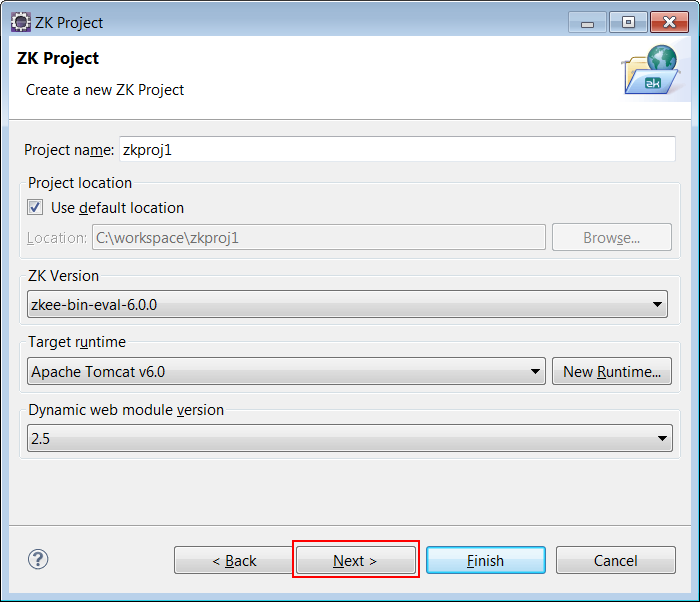 ZK Project
ZK Project
Create a new ZK Project
zk
Project name: zkproj1
Project location
Use default location
Location: C:\workspace\zkproj1 Browse...
ZK Version
zkee-bin-eval-6.0.0
Target runtime
Apache Tomcat v6.0 New Runtime...
Dynamic web module version
2.5
? < Back Next > Finish Cancel